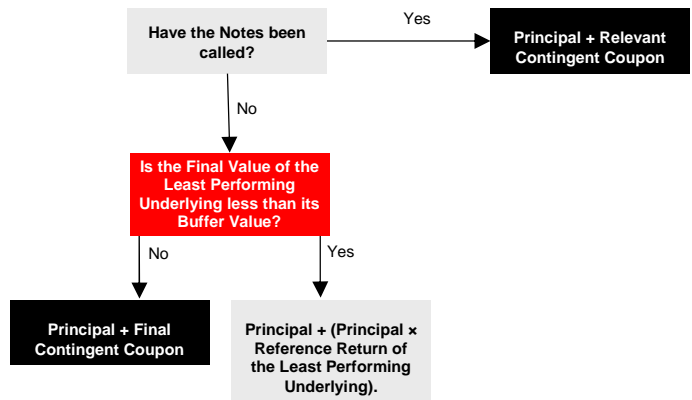 Have the Notes been
called?
Yes
Principal + Relevant
Contingent Coupon
No
Is the Final Value of the
Least Performing
Underlying less than its
Buffer Value?
No
Yes
Principal + Final
Contingent Coupon
Principal + (Principal ×
Reference Return of
the Least Performing
Underlying).